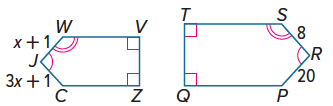 W V T S
x + 1 8
J R
3x + 1 20
C Z Q P